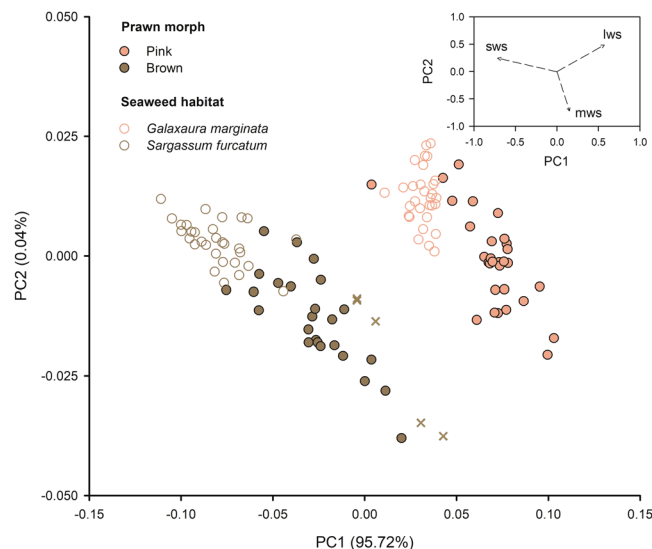 Prawn morph
Pink
Brown
Seaweed habitat
Galaxaura marginata
Sargassum furcatum
PC2 (0.04%)
0.050
0.025
0.000
-0.025
-0.050
-0.15
-0.10
-0.05
0.00
0.05
0.10
0.15
PC1 (95.72%)
PC2
1.0
0.5
0.0
-0.5
-1.0
sws
lws
mws
-1.0
-0.5
0.0
0.5
1.0
PC1